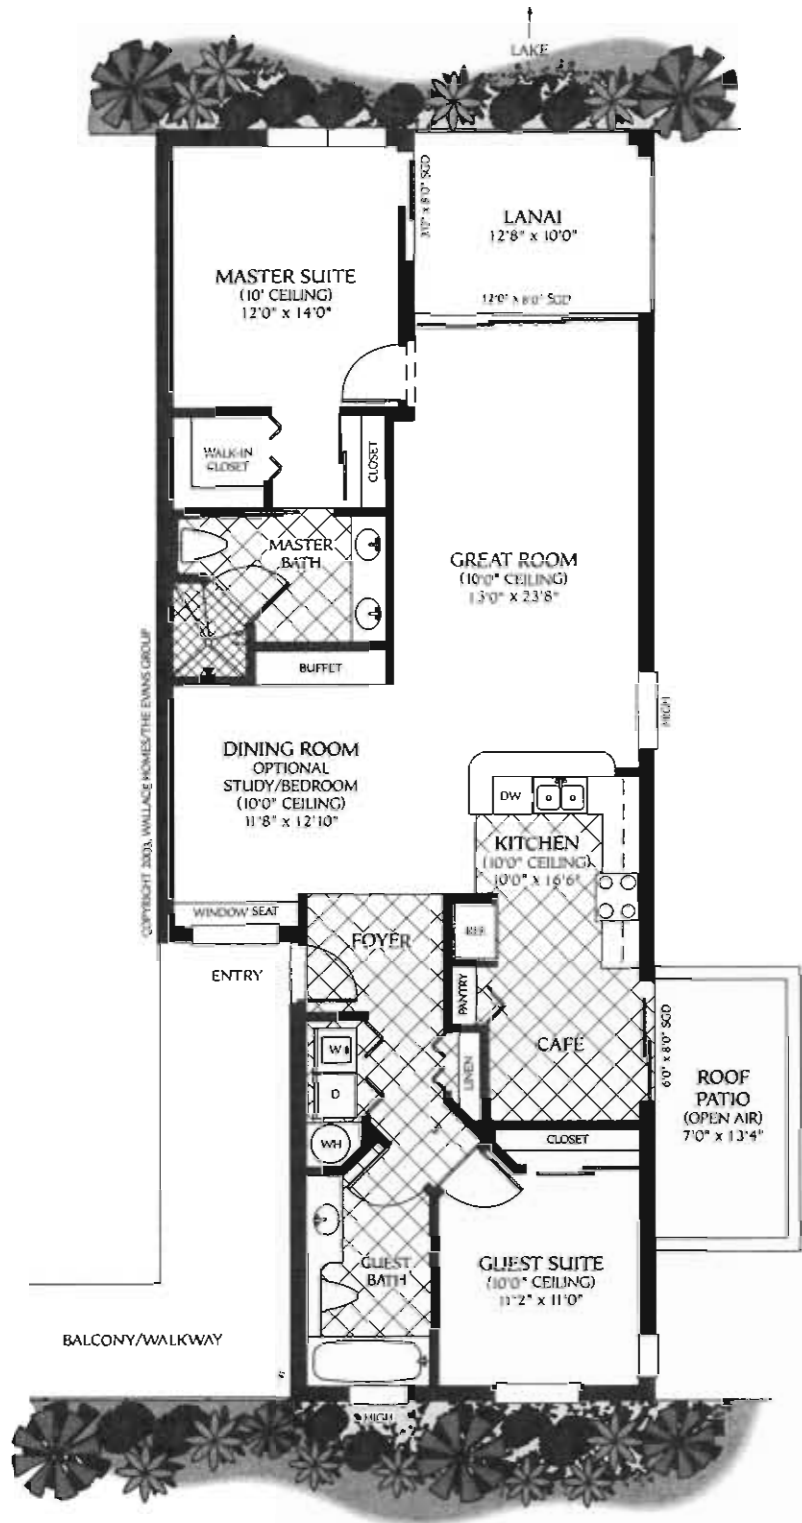 LAKE
LANAI
12'8" x 10'0"
12'0" x 8'0" SGD
MASTER SUITE
(10' CEILING)
12'0" x 14'0"
WALK-IN
CLOSET
CLOSET
MASTER
BATH
GREAT ROOM
(10'0" CEILING)
13'0" x 23'8"
BUFFET
COPYRIGHT 2003, WALLACE HOMES/THE EVANS GROUP
DINING ROOM
OPTIONAL
STUDY/BEDROOM
(10'0" CEILING)
11'8" x 12'10"
DW
KITCHEN
(10'0" CEILING)
10'0" x 16'6"
WINDOW SEAT
FOYER
REF
ENTRY
PANTRY
CAFÉ
6'0" x 8'0" SGD
W
D
LINEN
WH
ROOF
PATIO
(OPEN AIR)
7'0" x 13'4"
CLOSET
GUEST
BATH
GUEST SUITE
(10'0" CEILING)
11'2" x 11'0"
BALCONY/WALKWAY
HIGH